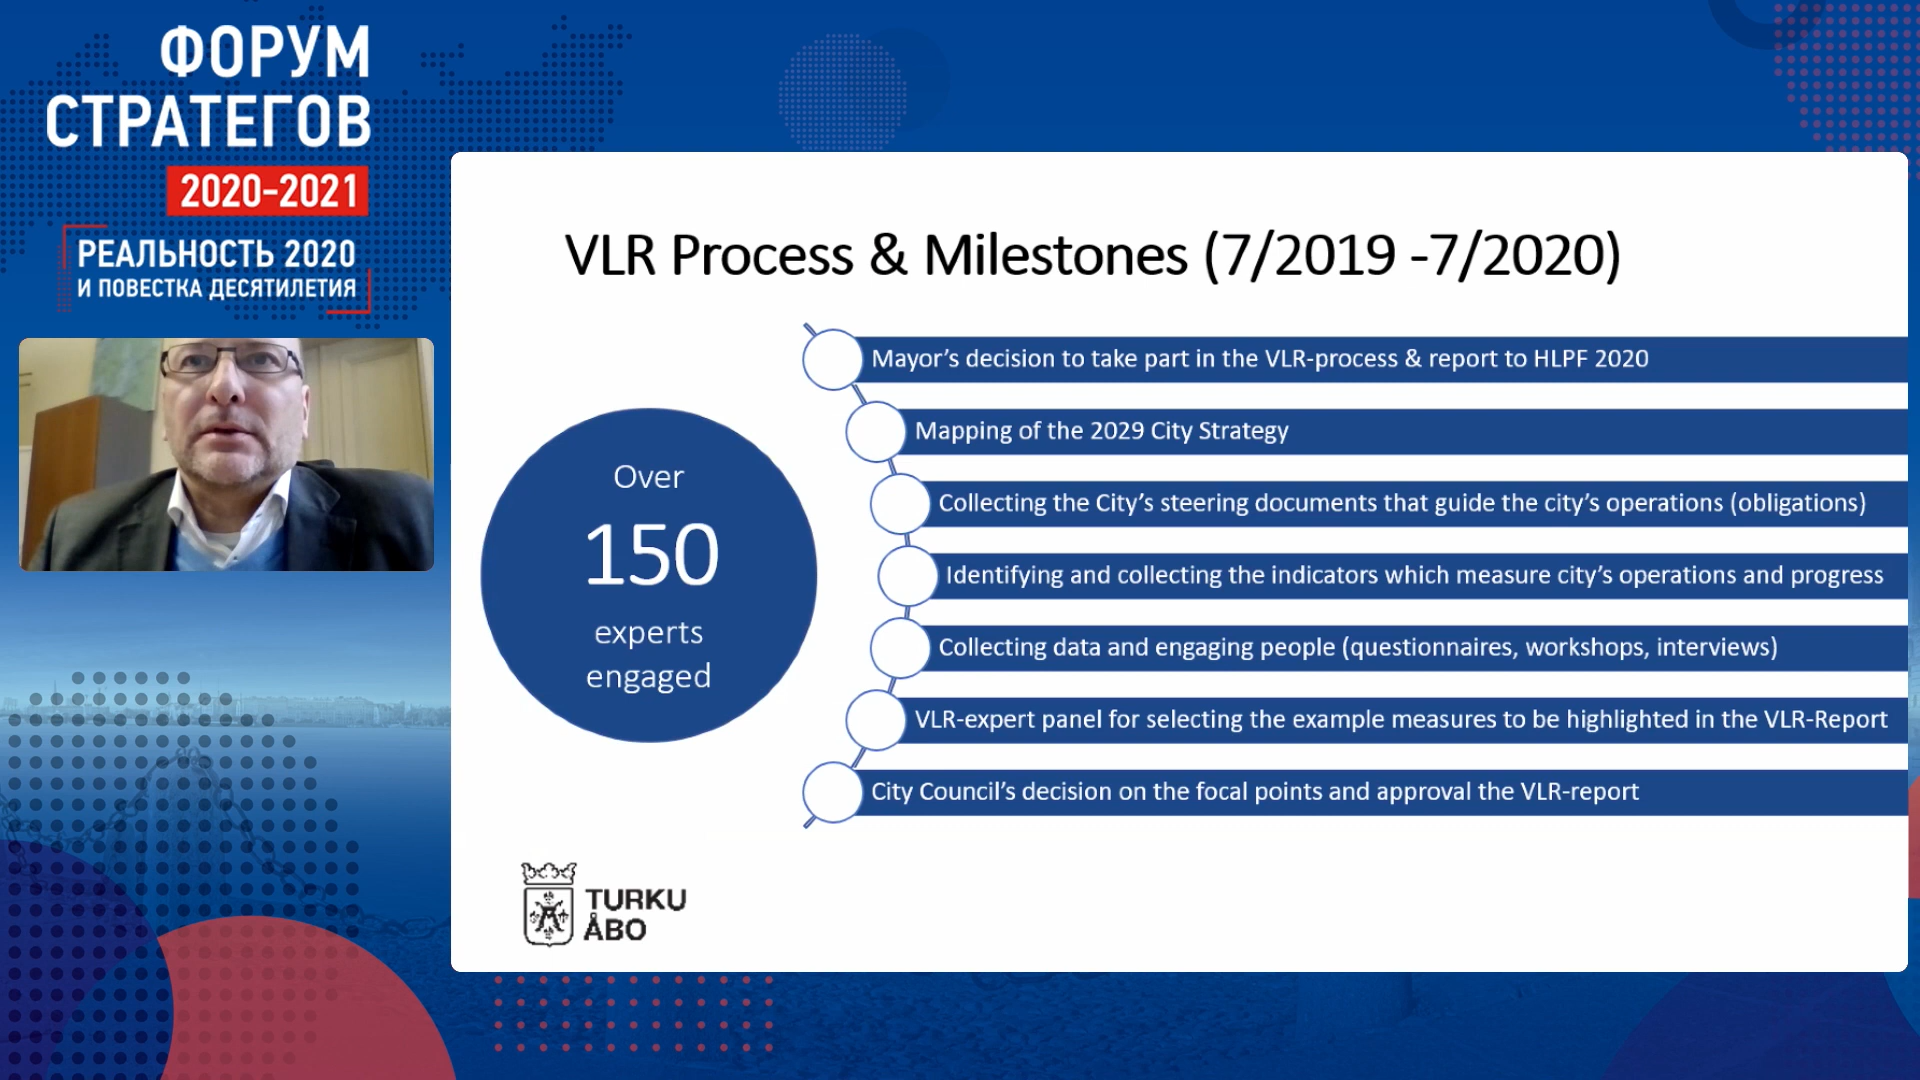 ФОРУМ
СТРАТЕГОВ
2020-2021
РЕАЛЬНОСТЬ 2020
И ПОВЕСТКА ДЕСЯТИЛЕТИЯ
VLR Process & Milestones (7/2019 -7/2020)
Over
150
experts
engaged
Mayor’s decision to take part in the VLR-process & report to HLPF 2020
Mapping of the 2029 City Strategy
Collecting the City’s steering documents that guide the city’s operations (obligations)
Identifying and collecting the indicators which measure city’s operations and progress
Collecting data and engaging people (questionnaires, workshops, interviews)
VLR-expert panel for selecting the example measures to be highlighted in the VLR-Report
City Council’s decision on the focal points and approval the VLR-report
TURKU
ÅBO